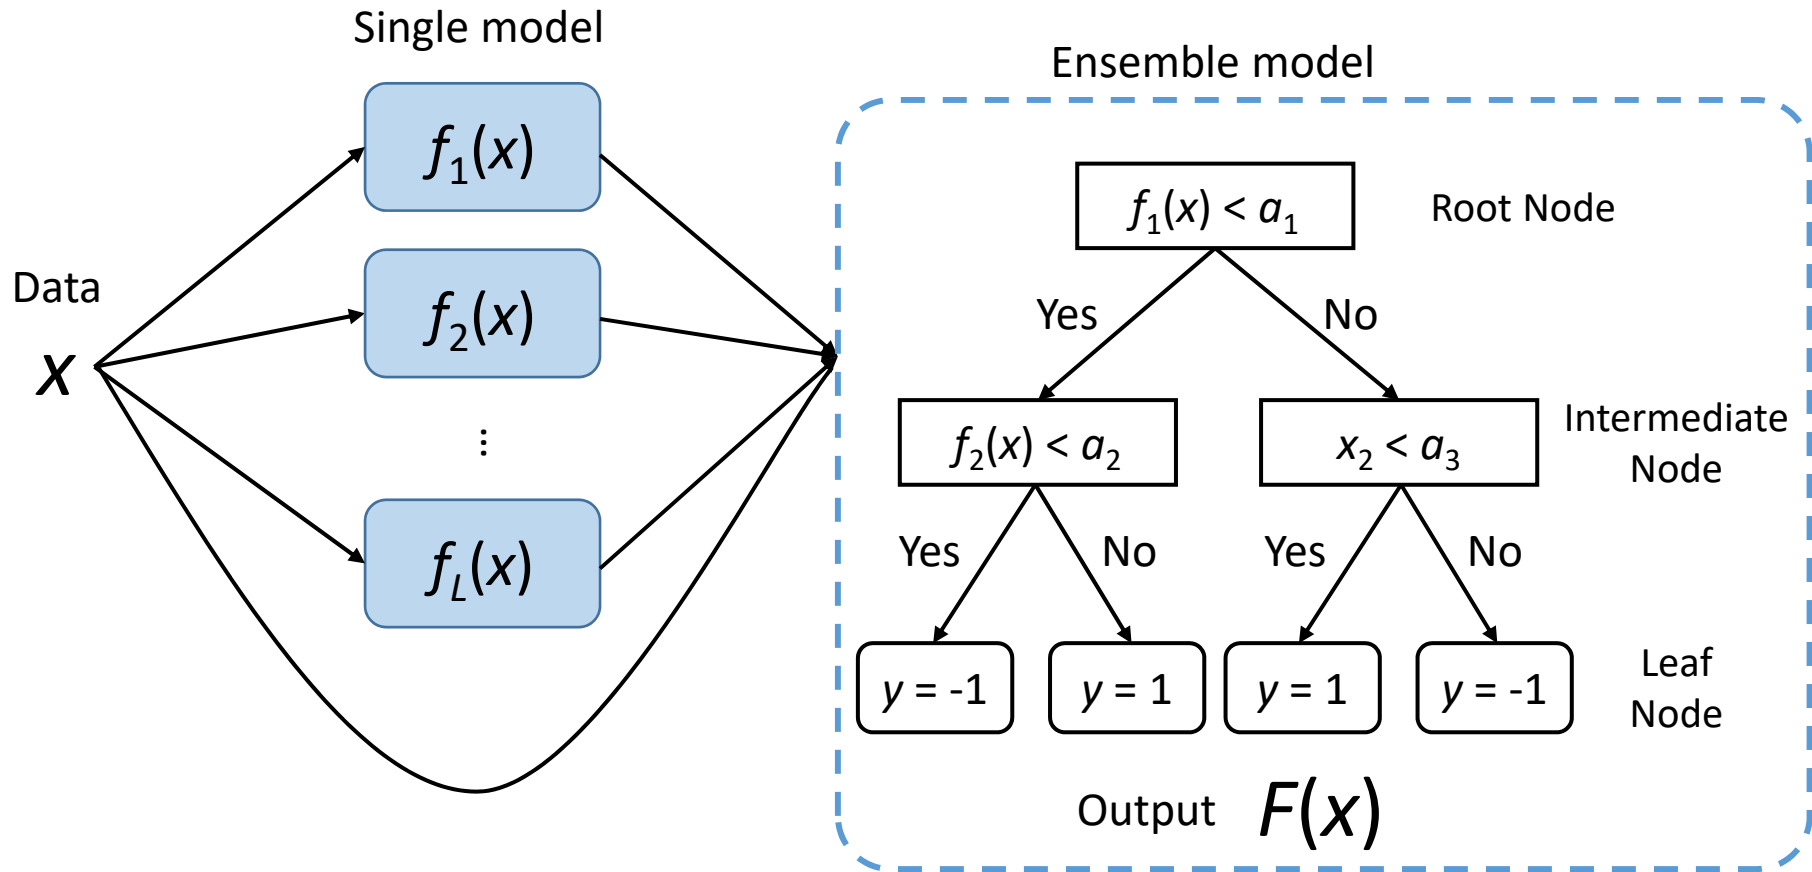 Single model
f₁(x)
f₂(x)
⋮
f_L(x)
Data
x
Ensemble model
f₁(x) < a₁
Root Node
Yes
No
f₂(x) < a₂
x₂ < a₃
Intermediate
Node
Yes
No
Yes
No
y = -1
y = 1
y = 1
y = -1
Leaf
Node
Output F(x)